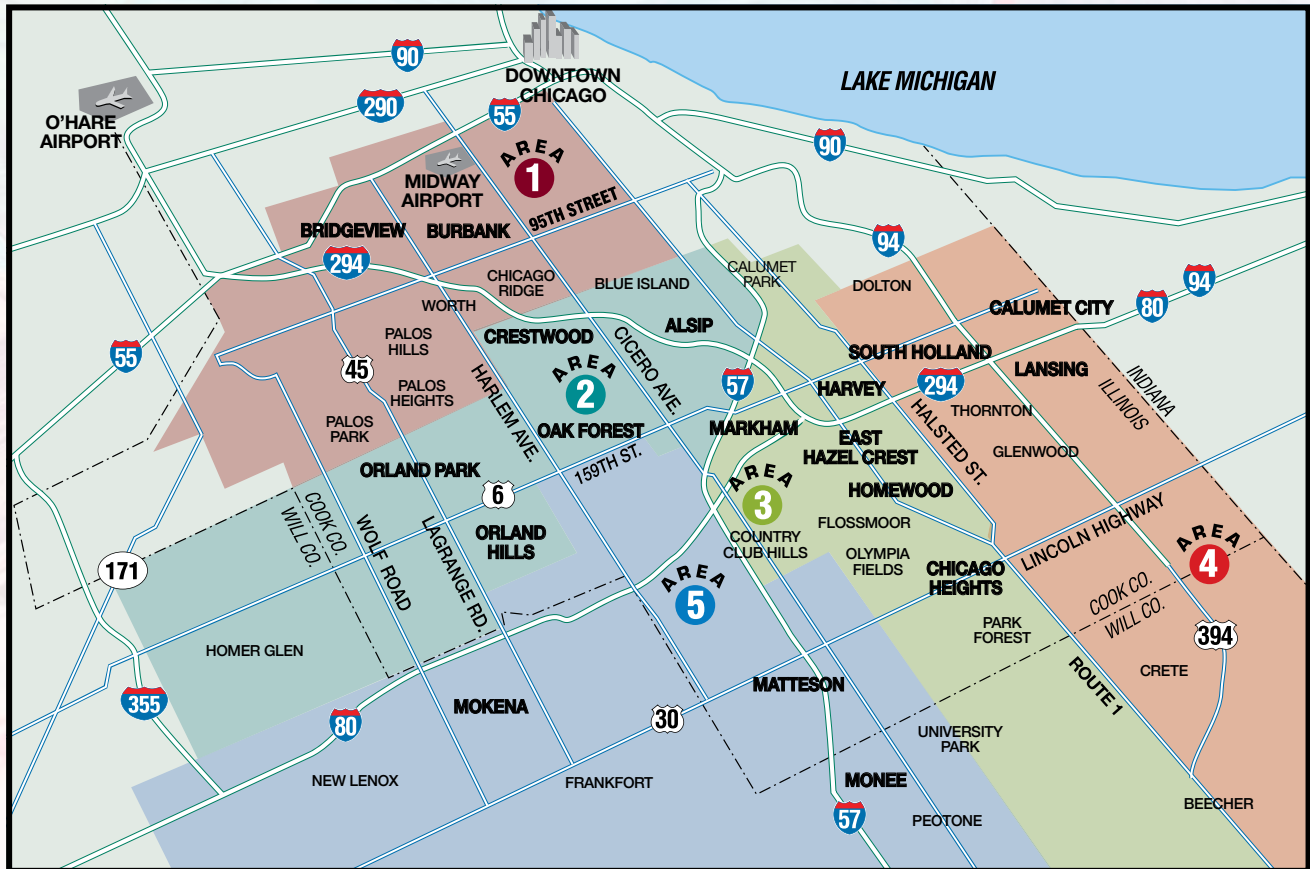 90
DOWNTOWN
CHICAGO
LAKE MICHIGAN
O'HARE
AIRPORT
290
55
90
AREA
1
MIDWAY
AIRPORT
95TH STREET
BRIDGEVIEW
BURBANK
294
94
CHICAGO
RIDGE
BLUE ISLAND
CALUMET
PARK
DOLTON
94
80
CALUMET CITY
WORTH
PALOS
HILLS
CRESTWOOD
ALSIP
55
45
AREA
2
CICERO AVE.
SOUTH HOLLAND
LANSING
INDIANA
ILLINOIS
PALOS
HEIGHTS
HARLEM AVE.
57
HARVEY
294
THORNTON
PALOS
PARK
OAK FOREST
MARKHAM
EAST
HAZEL CREST
HALSTED ST.
GLENWOOD
ORLAND PARK
159TH ST.
6
AREA
3
HOMEWOOD
COOK CO.
WILL CO.
WOLF ROAD
LAGRANGE RD.
ORLAND
HILLS
COUNTRY
CLUB HILLS
FLOSSMOOR
LINCOLN HIGHWAY
OLYMPIA
FIELDS
AREA
4
171
AREA
5
CHICAGO
HEIGHTS
COOK CO.
WILL CO.
PARK
FOREST
394
HOMER GLEN
ROUTE 1
CRETE
355
80
MOKENA
MATTESON
30
UNIVERSITY
PARK
NEW LENOX
FRANKFORT
MONEE
57
PEOTONE
BEECHER